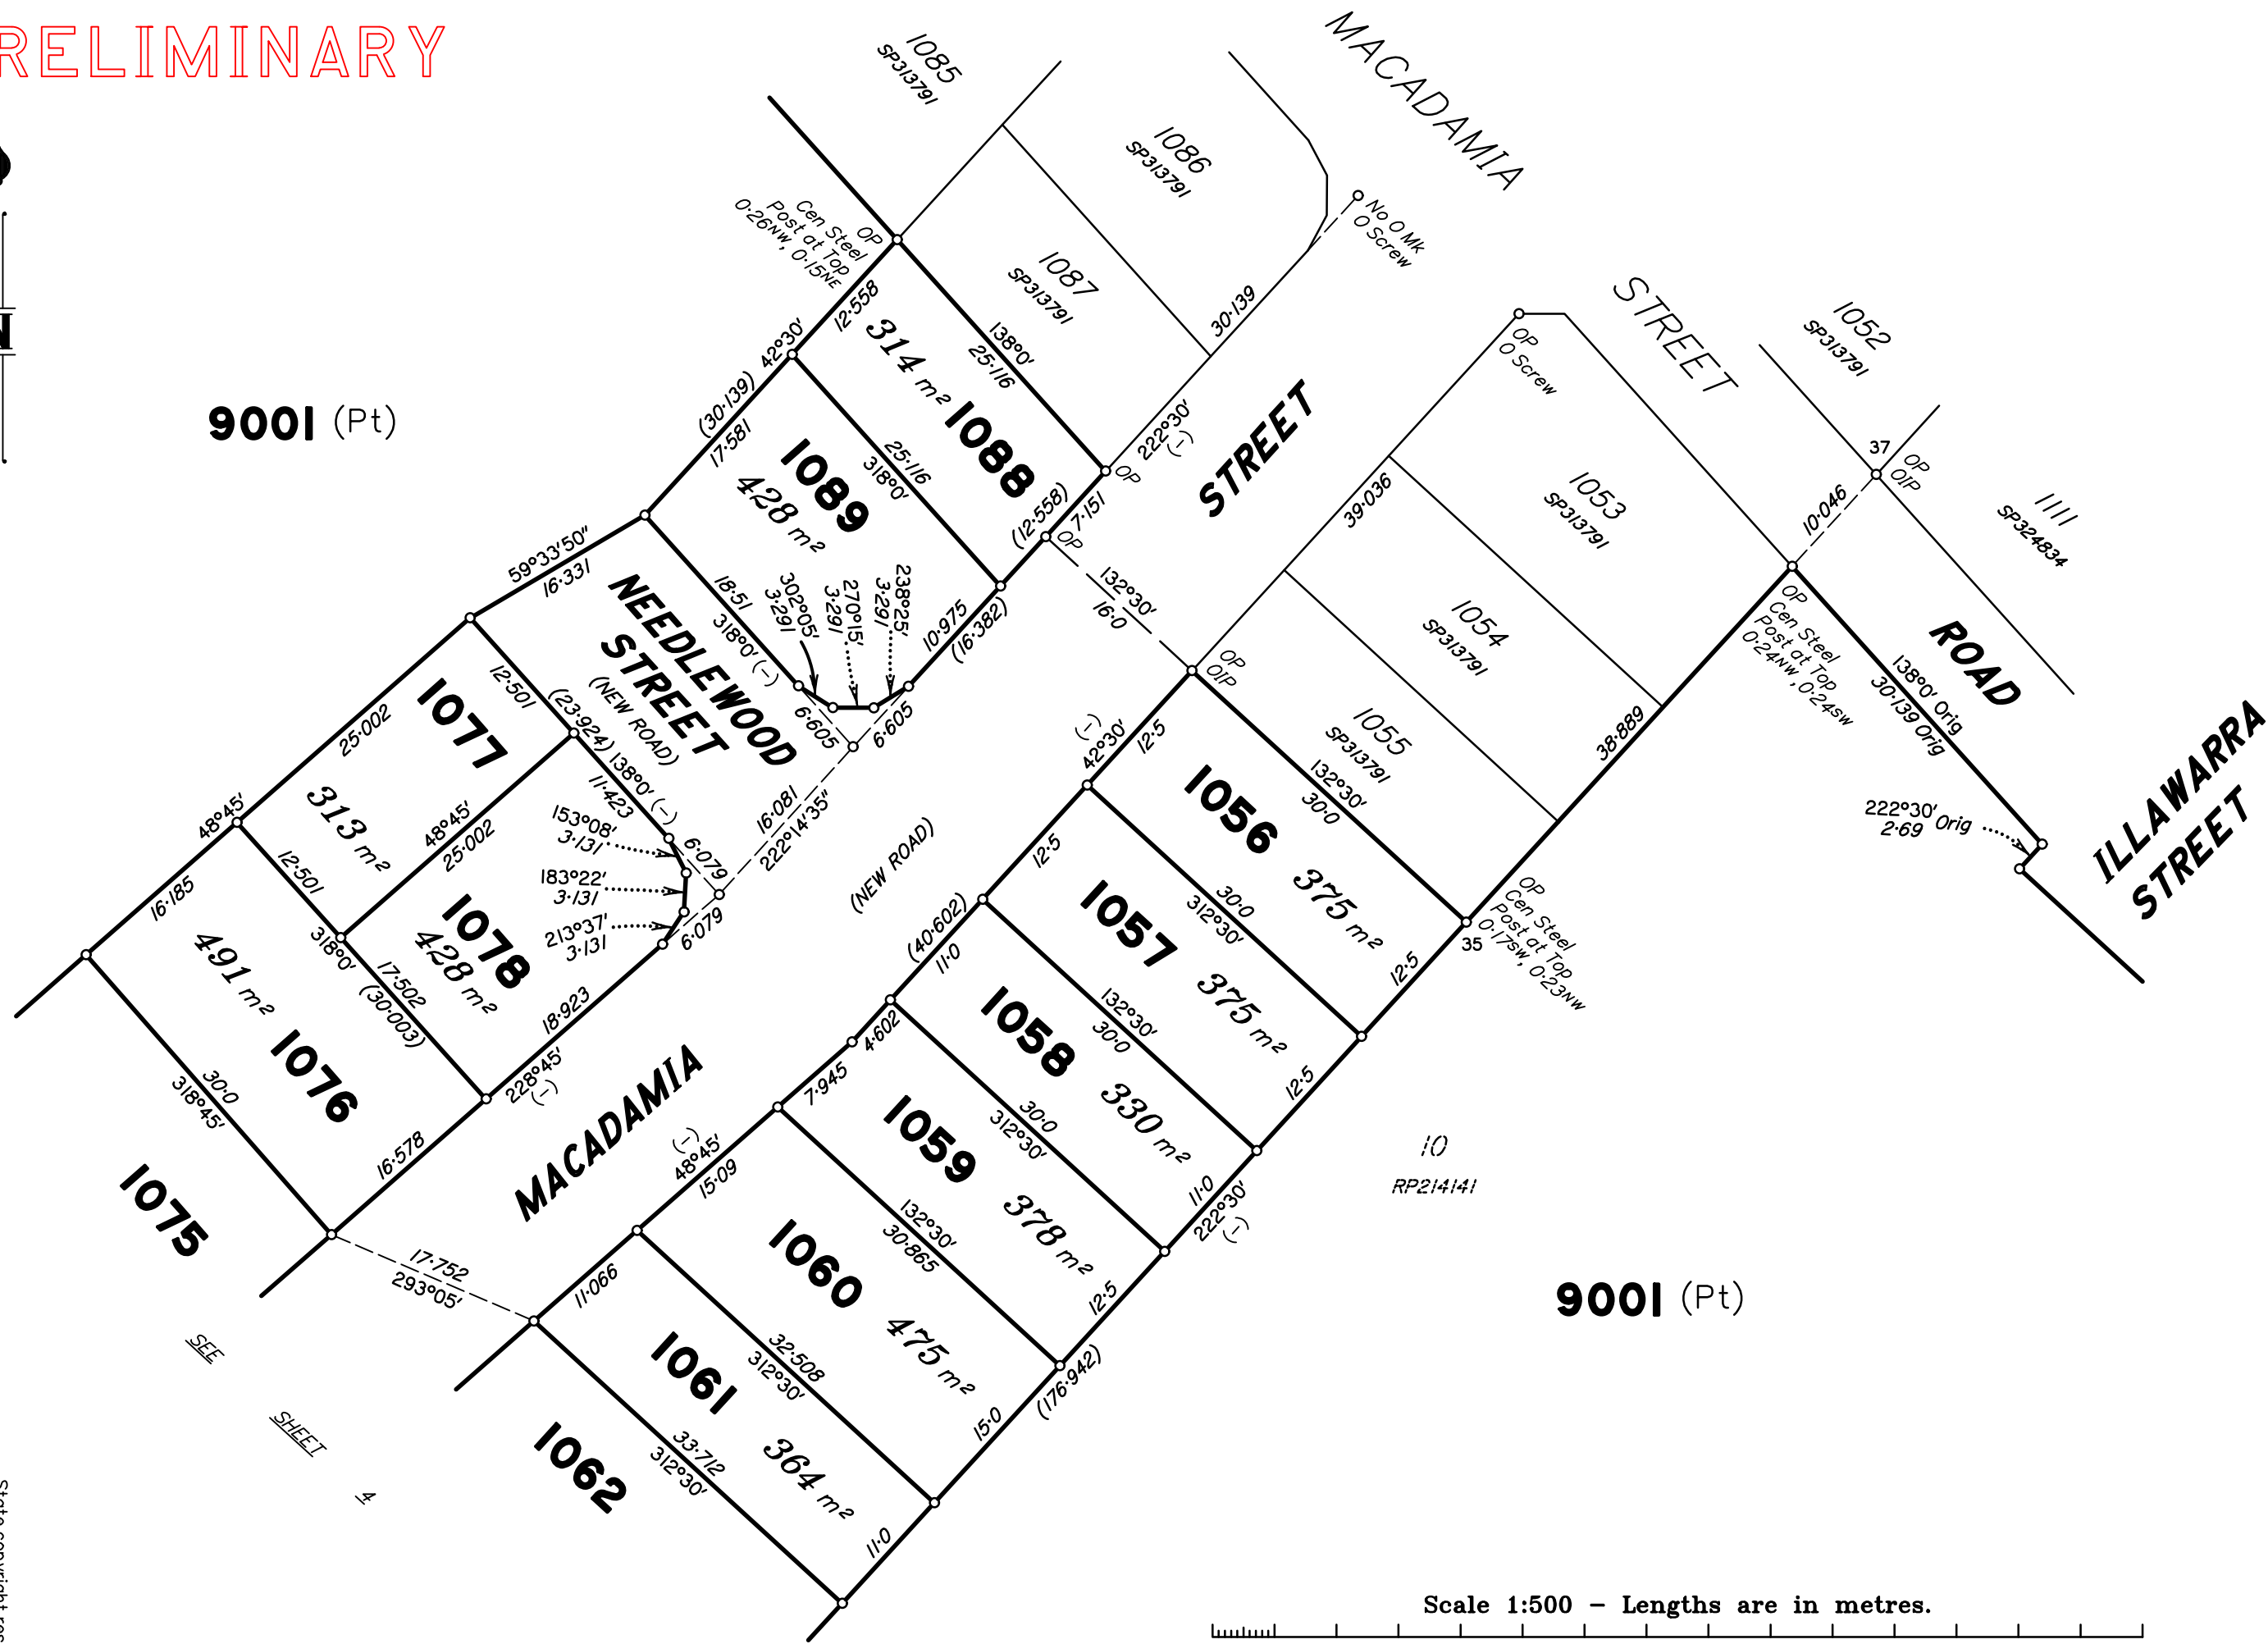 RELIMINARY
MACADAMIA
STREET
1085
SP313791
1086
SP313791
1087
SP313791
No O Mk
O Screw
30·139
OP
Cen Steel
Post at Top
0·26NW, 0·15NE
12·558
42°30'
(30·139)
17·581
314 m²
1088
138°0'
25·116
25·116
318°0'
1089
428 m²
OP
222°30'
(-)
(12·558)
7·151
OP
10·975
(16·382)
132°30'
16·0
STREET
OP
O Screw
39·036
1052
SP313791
1053
SP313791
1054
SP313791
1055
SP313791
37
OP
OIP
10·046
1111
SP324834
OP
Cen Steel
Post at Top
0·24NW, 0·24SW
ROAD
138°0' Orig
30·139 Orig
222°30' Orig
2·69
ILLAWARRA
STREET
38·889
9001 (Pt)
N
59°33'50"
16·331
NEEDLEWOOD
STREET
(NEW ROAD)
18·51
318°0' (-)
302°05'
3·291
270°15'
3·291
238°25'
3·291
6·605
6·605
16·081
222°14'35"
1077
313 m²
25·002
48°45'
12·501
(23·924)
138°0' (-)
11·423
48°45'
25·002
12·501
153°08'
3·131
183°22'
3·131
213°37'
3·131
6·079
6·079
1078
428 m²
318°0'
17·502
(30·003)
18·923
228°45'
(-)
16·185
491 m²
1076
30·0
318°45'
16·578
1075
MACADAMIA
(NEW ROAD)
OP
OIP
(-)
42°30'
12·5
1056
375 m²
132°30'
30·0
12·5
1057
375 m²
30·0
312°30'
OP
Cen Steel
Post at Top
0·17SW, 0·23NW
35
12·5
(40·602)
11·0
1058
330 m²
132°30'
30·0
12·5
4·602
7·945
1059
378 m²
30·0
312°30'
11·0
222°30'
(-)
(-)
48°45'
15·09
1060
475 m²
132°30'
30·865
12·5
(176·942)
11·066
1061
364 m²
32·508
312°30'
15·0
17·752
293°05'
1062
33·712
312°30'
11·0
10
RP214141
9001 (Pt)
SEE
SHEET
4
Scale 1:500 – Lengths are in metres.